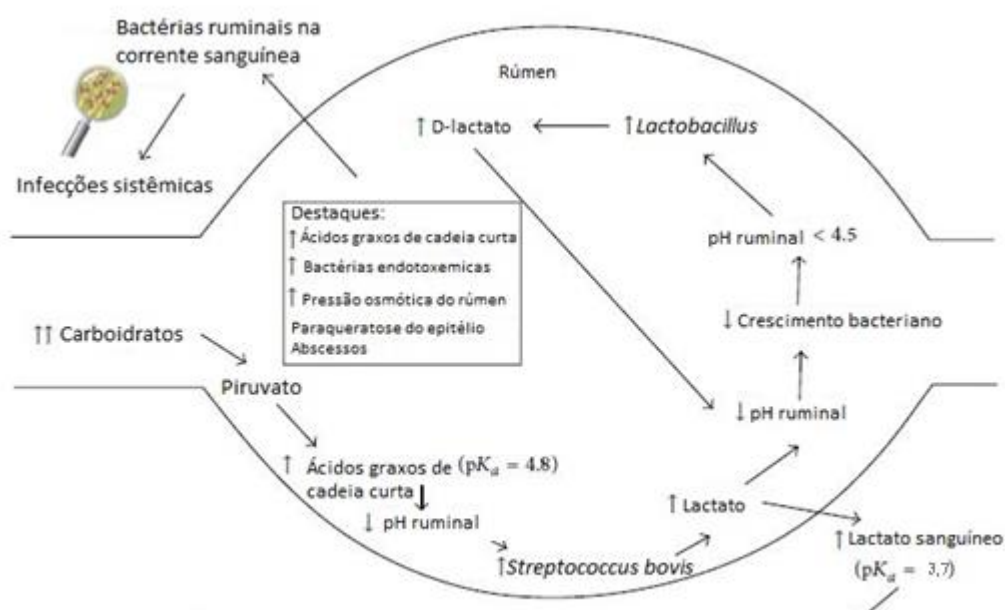 Bactérias ruminais na
corrente sanguínea
Infecções sistêmicas
Rúmen
↑ D-lactato
↑ Lactobacillus
pH ruminal < 4.5
↓ Crescimento bacteriano
↓ pH ruminal
Destaques:
↑ Ácidos graxos de cadeia curta
↑ Bactérias endotoxemicas
↑ Pressão osmótica do rúmen
Paraqueratose do epitélio
Abscessos
↑↑ Carboidratos
Piruvato
↑ Ácidos graxos de (pKa = 4.8)
cadeia curta
↓ pH ruminal
↑ Streptococcus bovis
↑ Lactato
↑ Lactato sanguíneo
(pKa = 3,7)